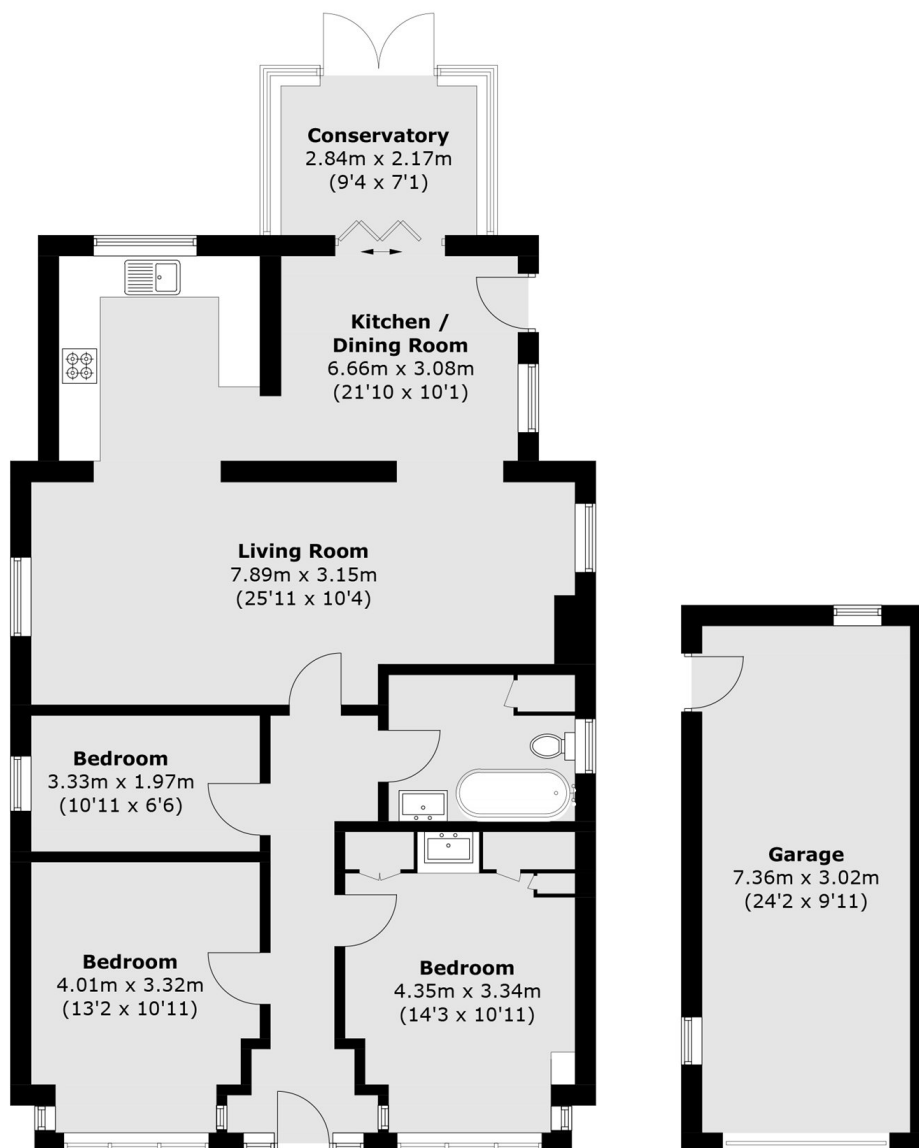 Conservatory
2.84m x 2.17m
(9'4 x 7'1)
Kitchen /
Dining Room
6.66m x 3.08m
(21'10 x 10'1)
Living Room
7.89m x 3.15m
(25'11 x 10'4)
Bedroom
3.33m x 1.97m
(10'11 x 6'6)
Bedroom
4.01m x 3.32m
(13'2 x 10'11)
Bedroom
4.35m x 3.34m
(14'3 x 10'11)
Garage
7.36m x 3.02m
(24'2 x 9'11)